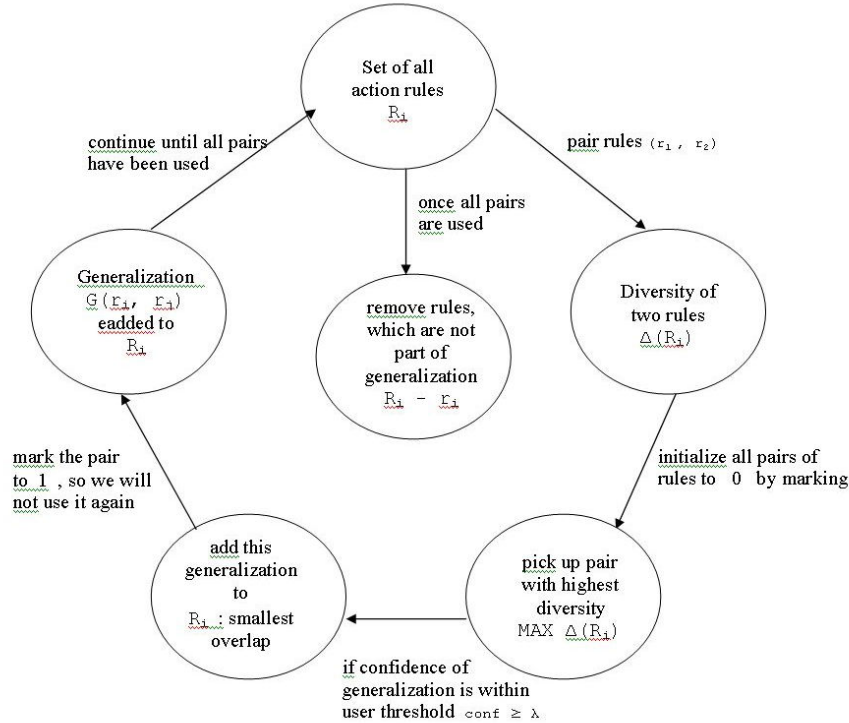 Set of all
action rules
Ri
continue until all pairs
have been used
pair rules (r1 , r2)
once all pairs
are used
Generalization
G(ri, rj)
eadded to
Ri
remove rules,
which are not
part of
generalization
Ri - ri
Diversity of
two rules
Δ(Ri)
mark the pair
to 1 , so we will
not use it again
initialize all pairs of
rules to 0 by marking
add this
generalization
to
Ri : smallest
overlap
pick up pair
with highest
diversity
MAX Δ(Ri)
if confidence of
generalization is within
user threshold conf ≥ λ